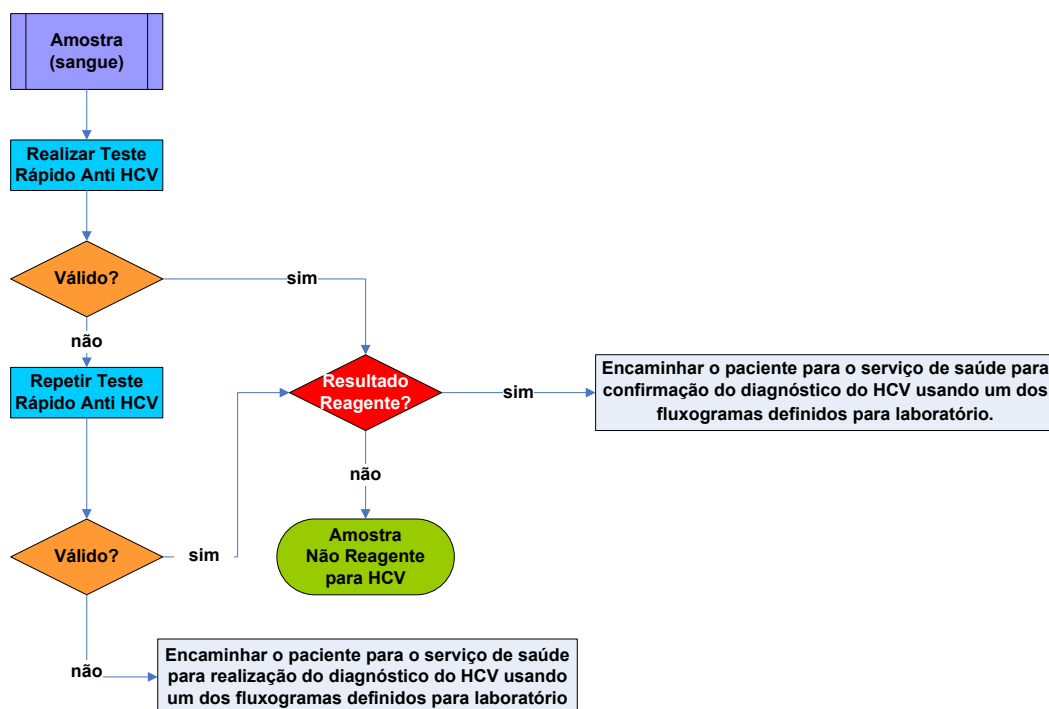 Amostra
(sangue)
Realizar Teste
Rápido Anti HCV
Válido?
sim
não
Repetir Teste
Rápido Anti HCV
Resultado
Reagente?
sim
Encaminhar o paciente para o serviço de saúde para
confirmação do diagnóstico do HCV usando um dos
fluxogramas definidos para laboratório.
não
Amostra
Não Reagente
para HCV
Válido?
sim
não
Encaminhar o paciente para o serviço de saúde
para realização do diagnóstico do HCV usando
um dos fluxogramas definidos para laboratório